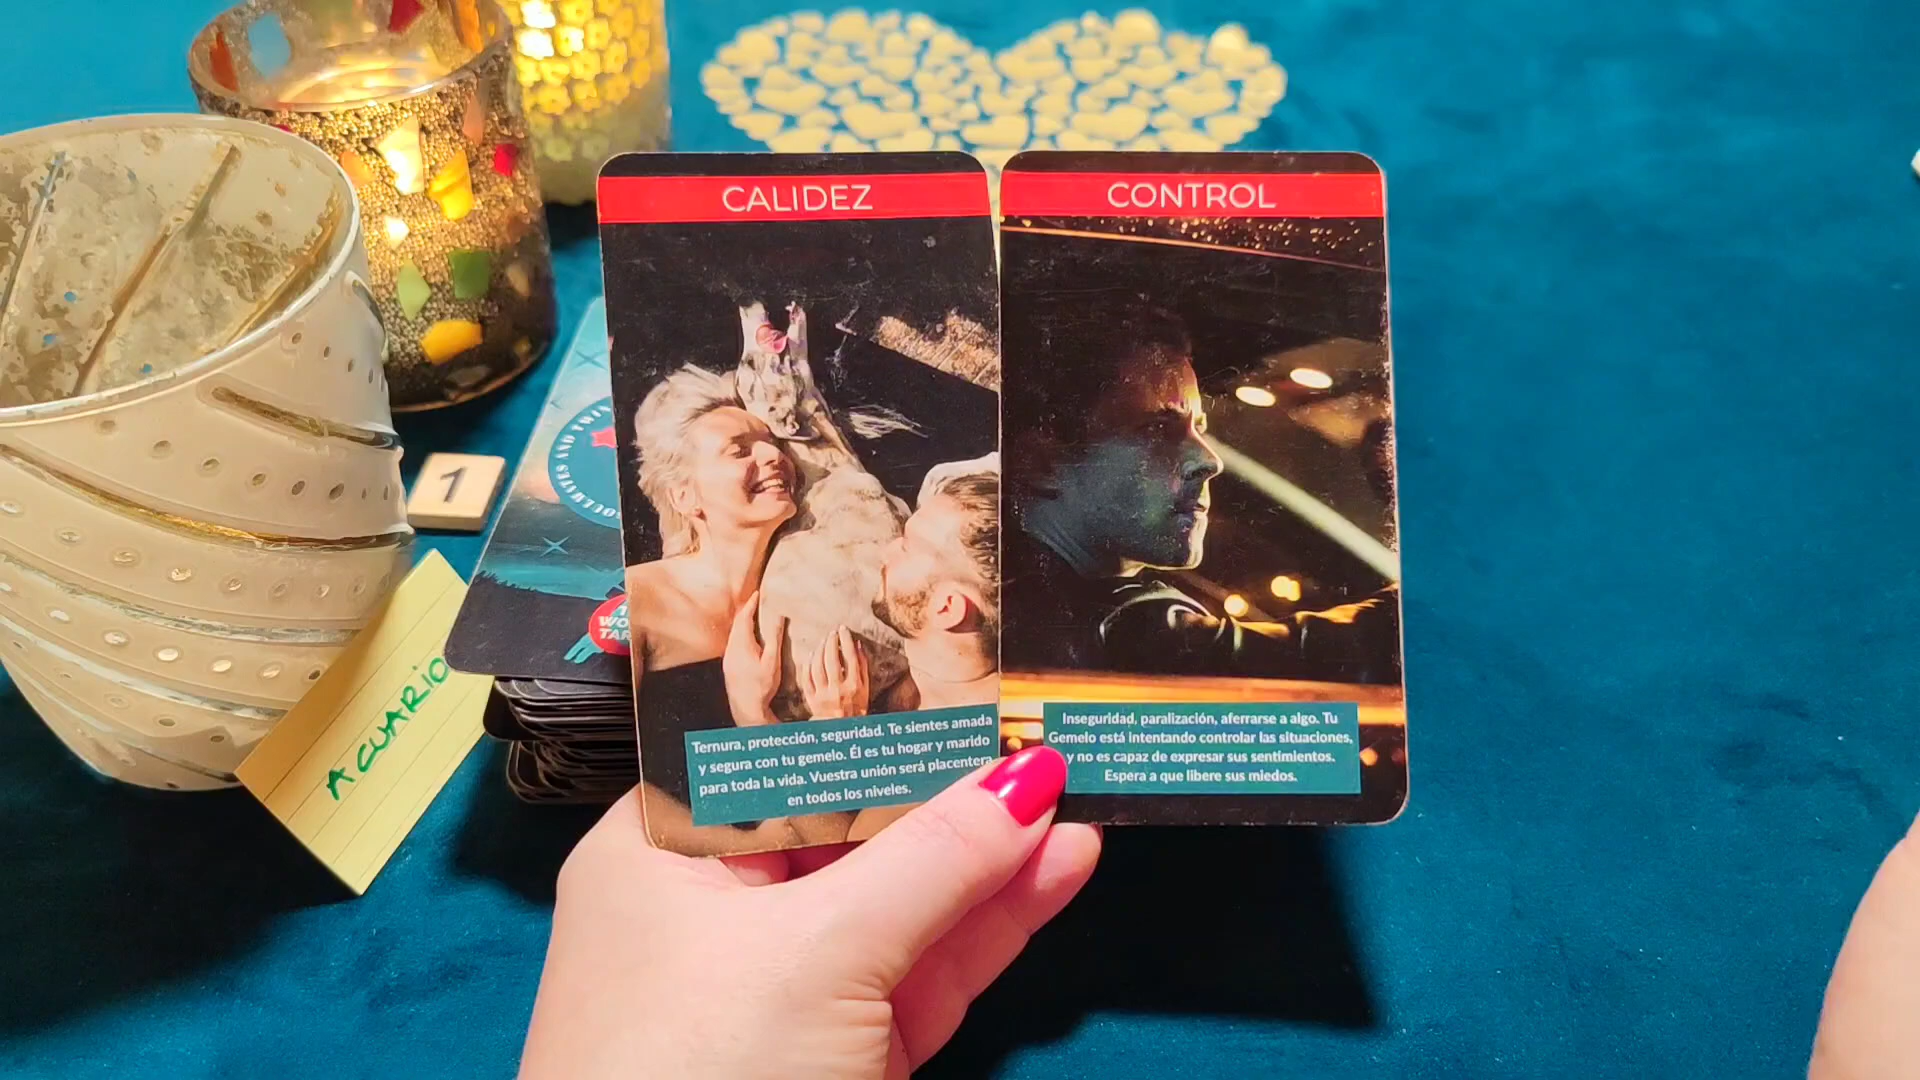 CALIDEZ
Ternura, protección, seguridad. Te sientes amada
y segura con tu gemelo. Él es tu hogar y marido
para toda la vida. Vuestra unión será placentera
en todos los niveles.
CONTROL
Inseguridad, paralización, aferrarse a algo. Tu
Gemelo está intentando controlar las situaciones,
y no es capaz de expresar sus sentimientos.
Espera a que libere sus miedos.
1
ACUARIO
AND TWIN